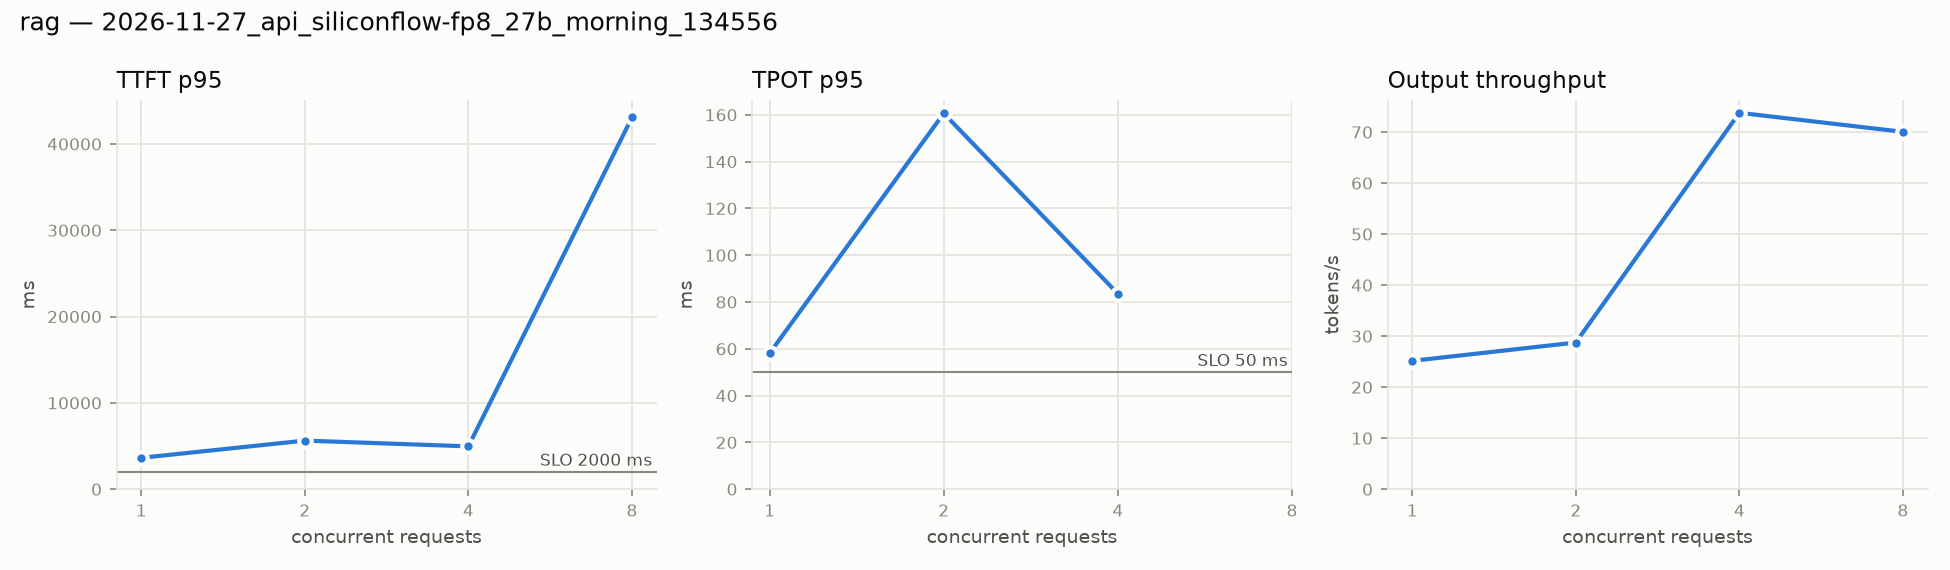 rag — 2026-11-27_api_siliconflow-fp8_27b_morning_134556
TTFT p95
40000
30000
20000
10000
0
ms
SLO 2000 ms
1 2 4 8
concurrent requests
TPOT p95
160
140
120
100
80
60
40
20
0
ms
SLO 50 ms
1 2 4 8
concurrent requests
Output throughput
70
60
50
40
30
20
10
0
tokens/s
1 2 4 8
concurrent requests